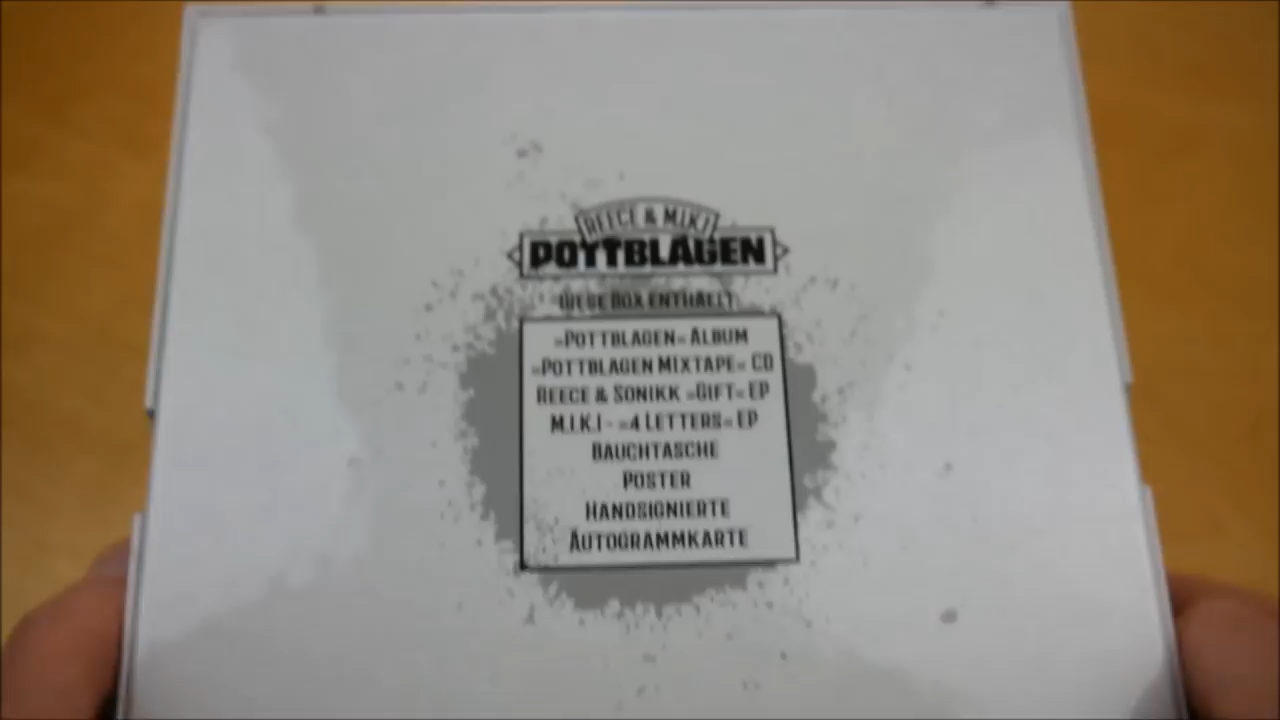 REECE & M.I.K.I
POTTBLAGEN
DIESE BOX ENTHÄLT
»POTTBLAGEN« ALBUM
»POTTBLAGEN MIXTAPE« CD
REECE & SONIKK »GIFT« EP
M.I.K.I - »4 LETTERS« EP
BAUCHTASCHE
POSTER
HANDSIGNIERTE
AUTOGRAMMKARTE